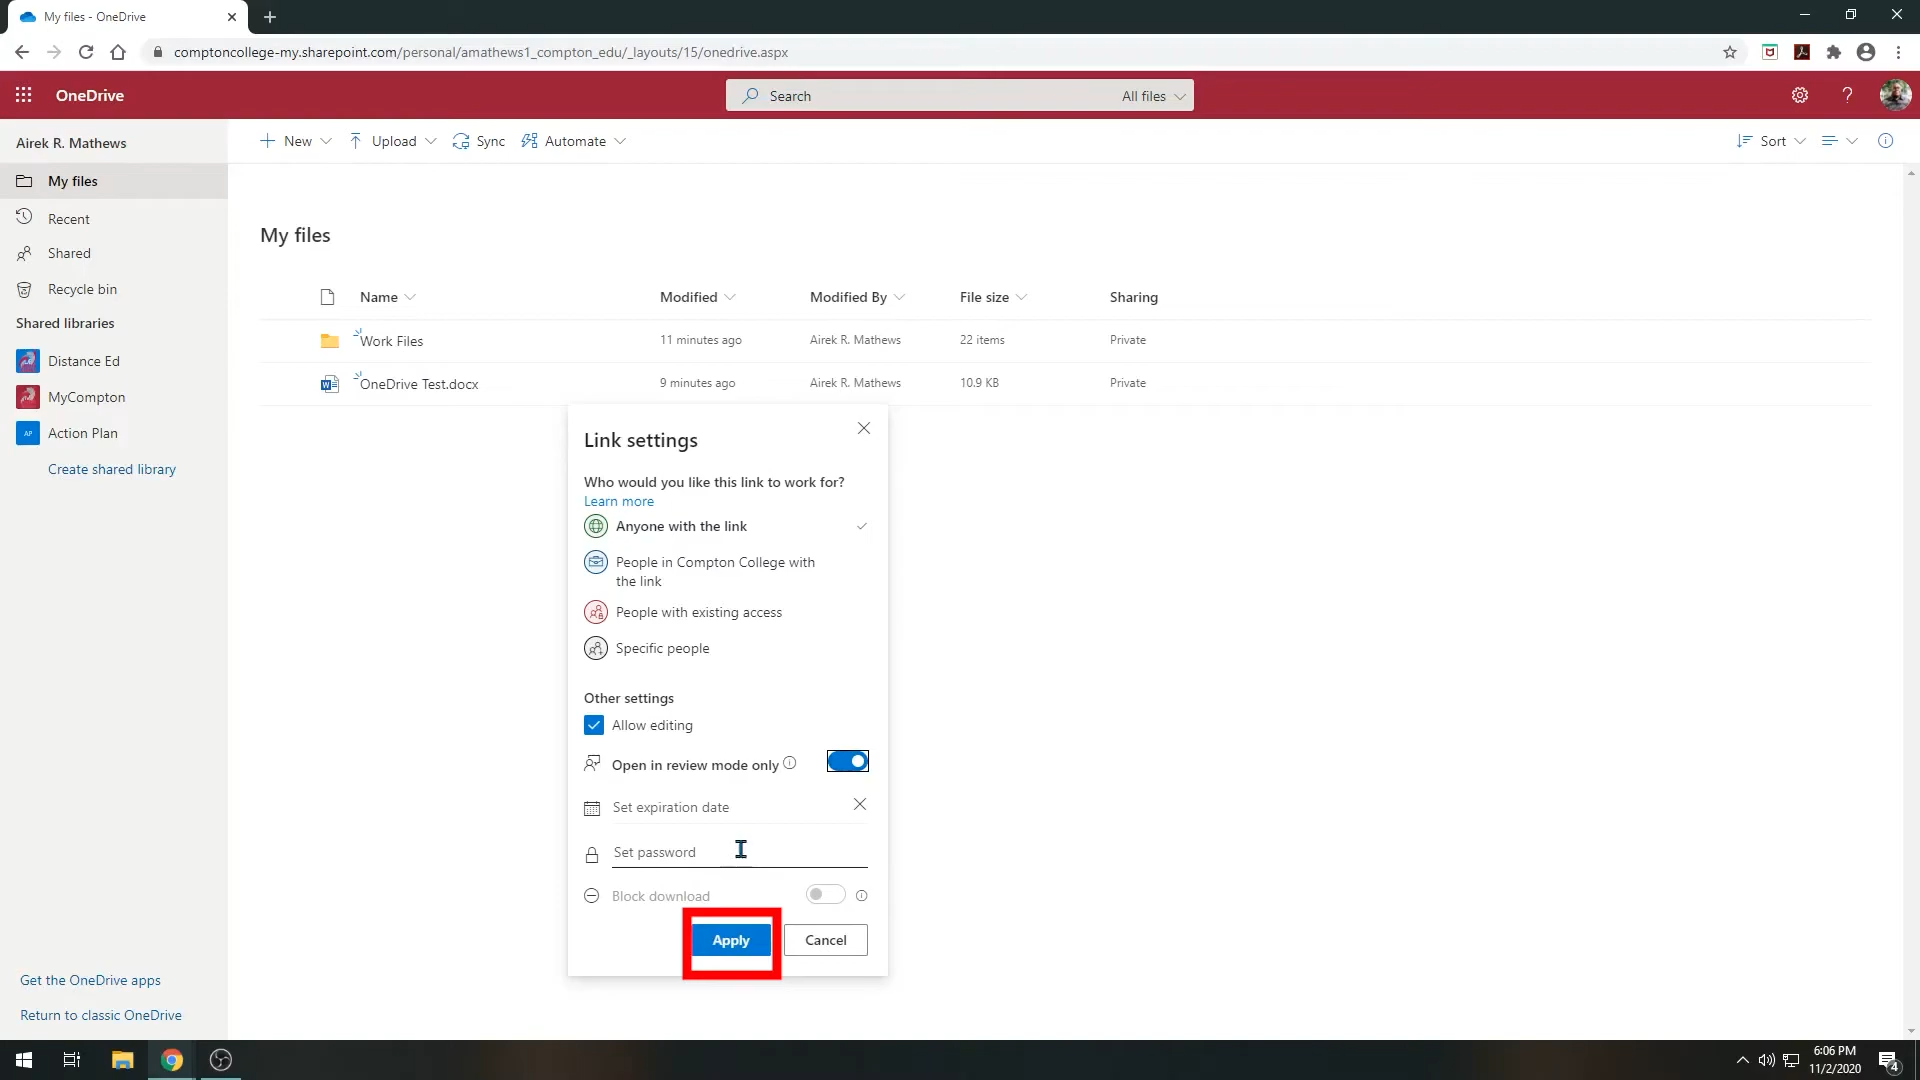 My files - OneDrive
comptoncollege-my.sharepoint.com/personal/amathews1_compton_edu/_layouts/15/onedrive.aspx
OneDrive
Search
All files
Airek R. Mathews
New
Upload
Sync
Automate
Sort
My files
Recent
Shared
Recycle bin
Shared libraries
Distance Ed
MyCompton
AP
Action Plan
Create shared library
My files
Name
Modified
Modified By
File size
Sharing
Work Files
11 minutes ago
Airek R. Mathews
22 items
Private
OneDrive Test.docx
9 minutes ago
Airek R. Mathews
10.9 KB
Private
Link settings
Who would you like this link to work for?
Learn more
Anyone with the link
People in Compton College with
the link
People with existing access
Specific people
Other settings
Allow editing
Open in review mode only
Set expiration date
Set password
Block download
Apply
Cancel
Get the OneDrive apps
Return to classic OneDrive
6:06 PM
11/2/2020
4